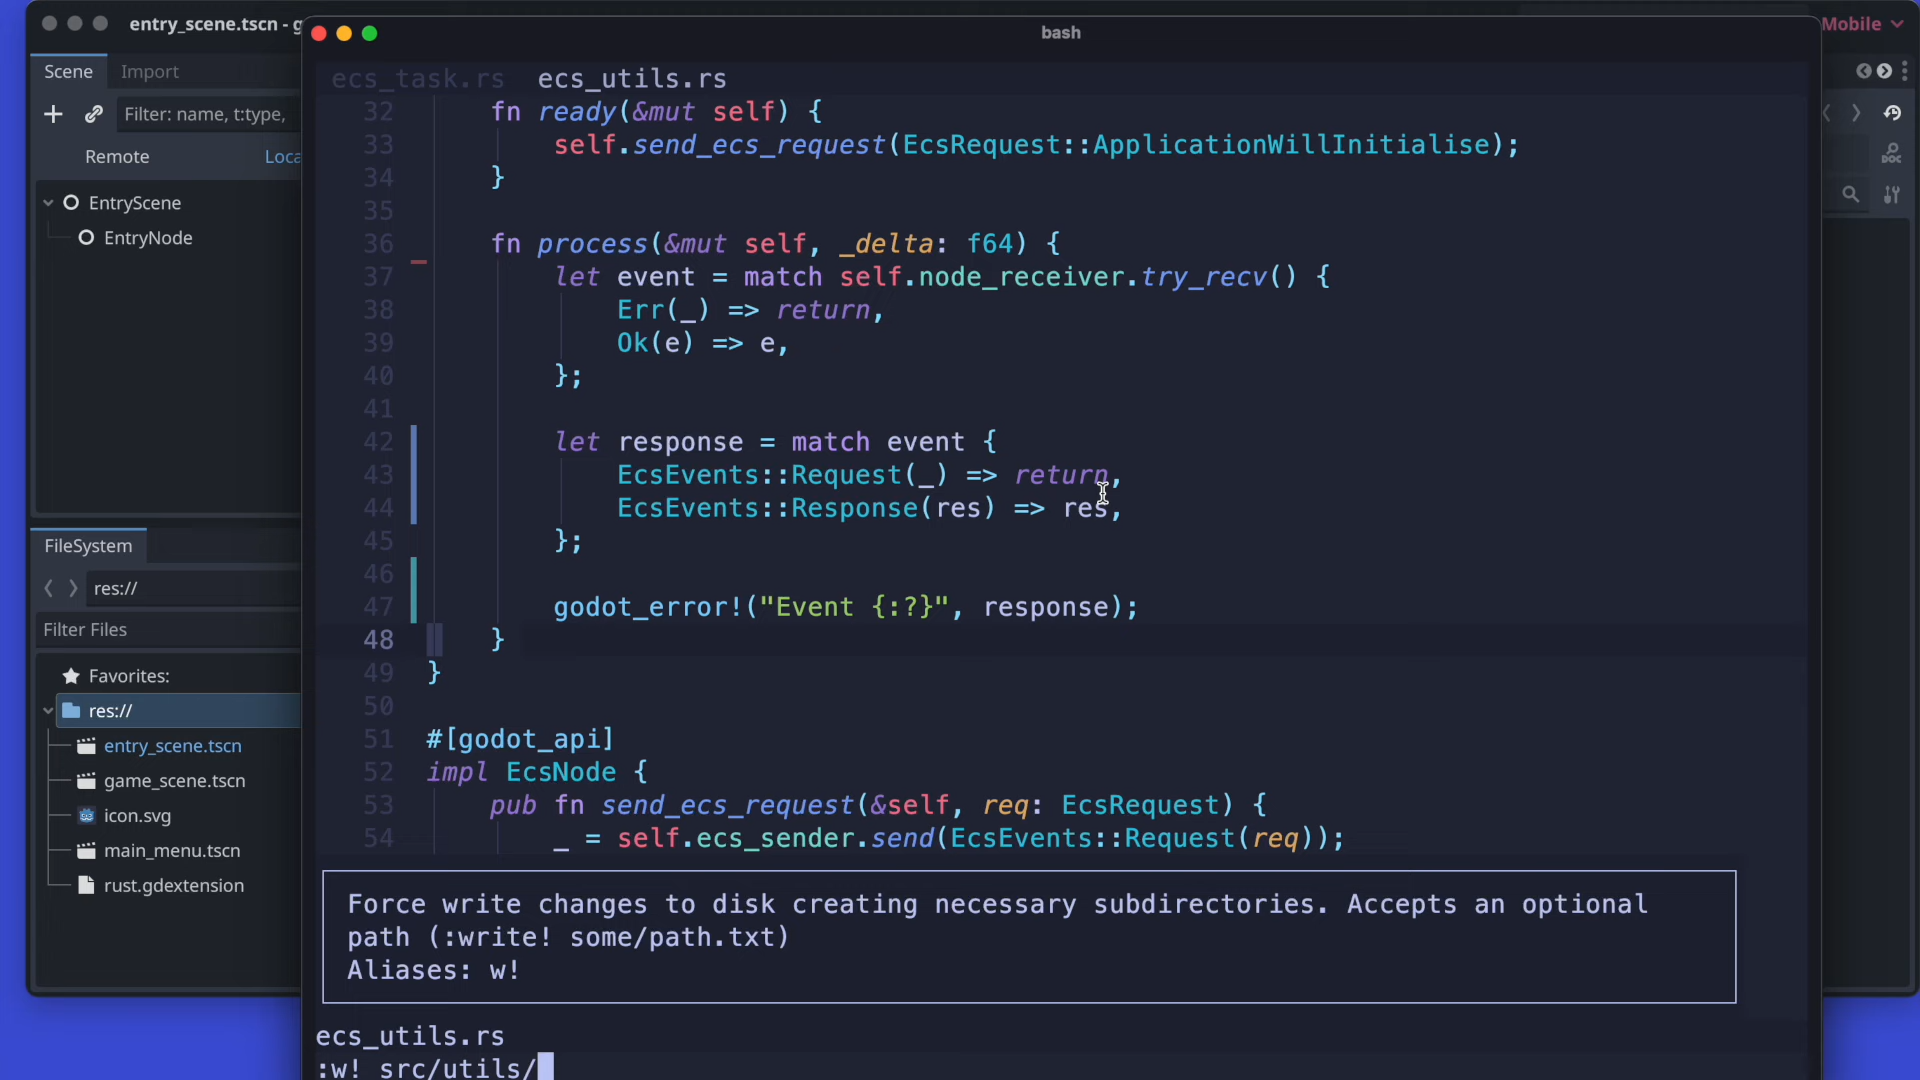 entry_scene.tscn - g
bash
Mobile
Scene
Import
Filter: name, t:type,
Remote
Loca
EntryScene
EntryNode
FileSystem
res://
Filter Files
Favorites:
res://
entry_scene.tscn
game_scene.tscn
icon.svg
main_menu.tscn
rust.gdextension
DOC
ecs_task.rs ecs_utils.rs
32 fn ready(&mut self) {
33 self.send_ecs_request(EcsRequest::ApplicationWillInitialise);
34 }
35
36 fn process(&mut self, _delta: f64) {
37 let event = match self.node_receiver.try_recv() {
38 Err(_) => return,
39 Ok(e) => e,
40 };
41
42 let response = match event {
43 EcsEvents::Request(_) => return,
44 EcsEvents::Response(res) => res,
45 };
46
47 godot_error!("Event {:?}", response);
48 }
49 }
50
51 #[godot_api]
52 impl EcsNode {
53 pub fn send_ecs_request(&self, req: EcsRequest) {
54 _ = self.ecs_sender.send(EcsEvents::Request(req));
Force write changes to disk creating necessary subdirectories. Accepts an optional
path (:write! some/path.txt)
Aliases: w!
ecs_utils.rs
:w! src/utils/